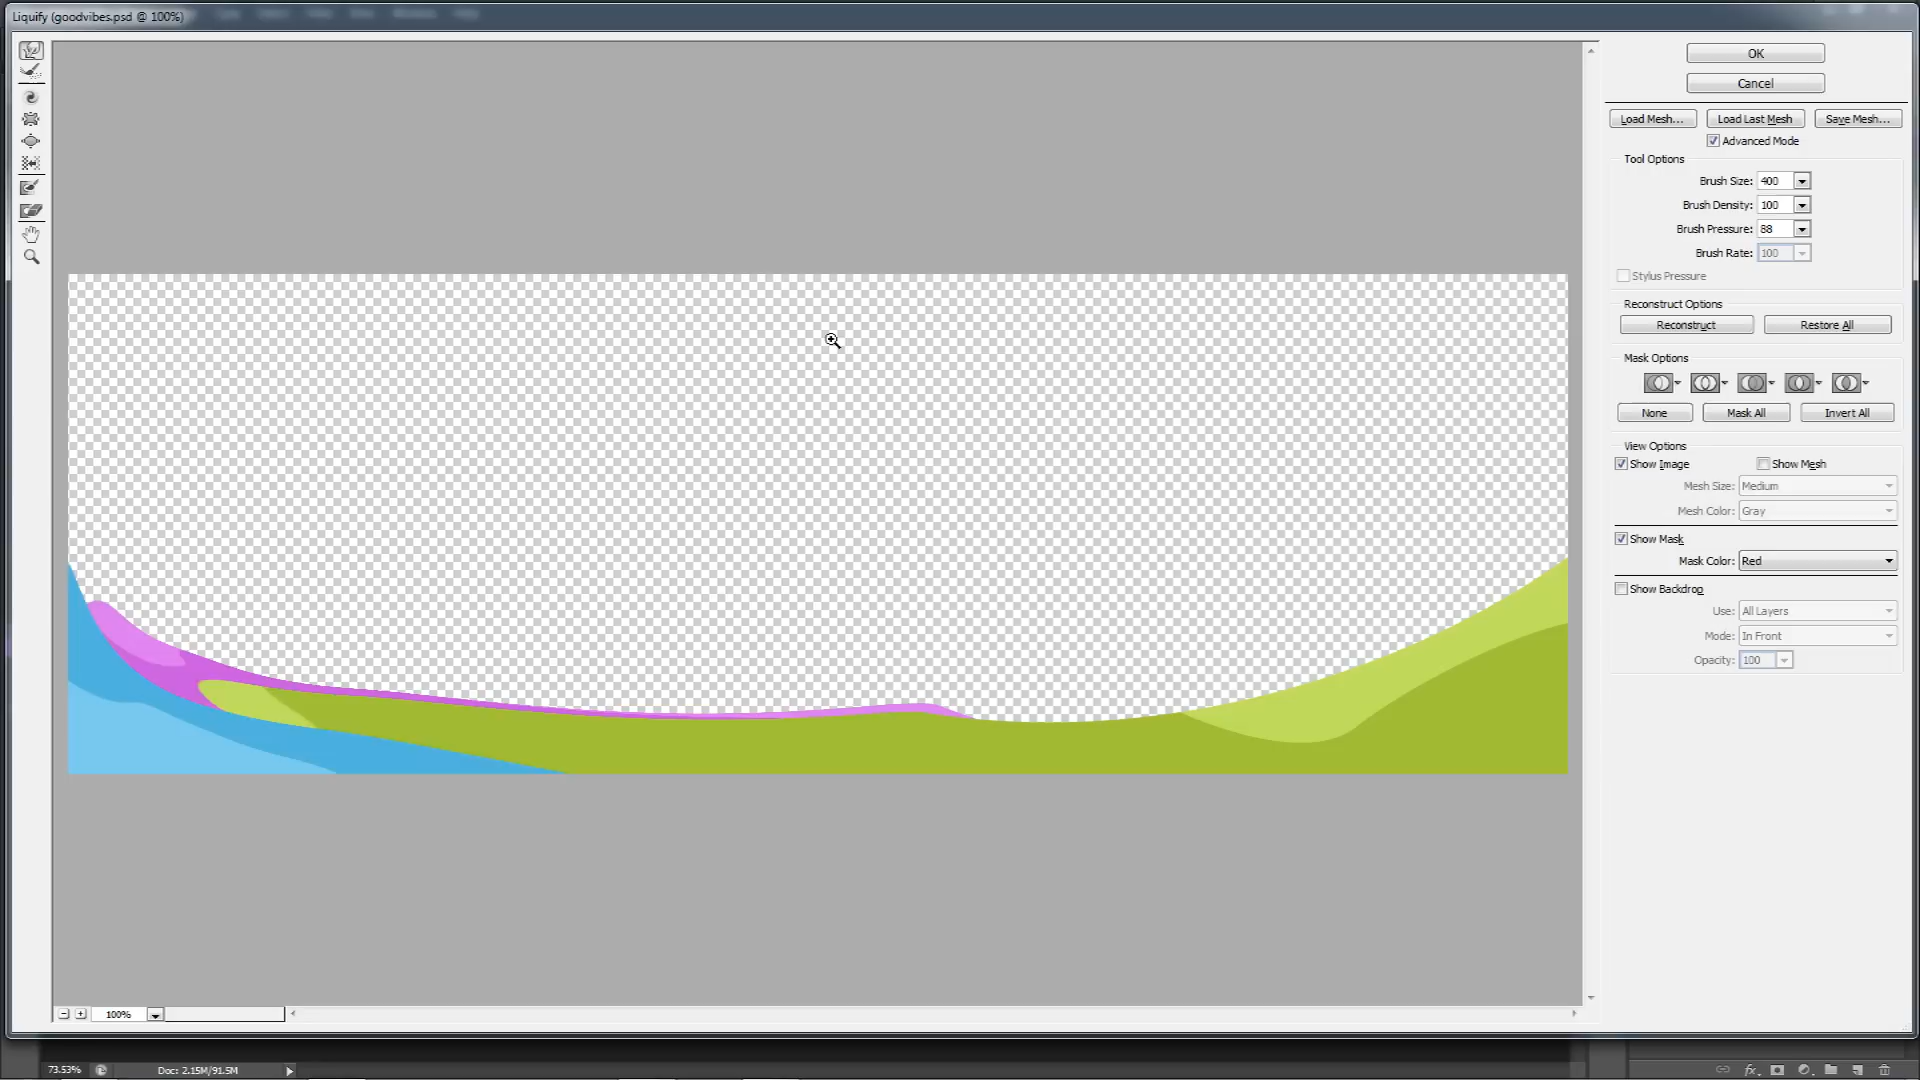 Liquify (goodvibes.psd @ 100%)
OK
Cancel
Load Mesh...
Load Last Mesh
Save Mesh...
Advanced Mode
Tool Options
Brush Size: 400
Brush Density: 100
Brush Pressure: 88
Brush Rate: 100
Stylus Pressure
Reconstruct Options
Reconstruct
Restore All
Mask Options
None
Mask All
Invert All
View Options
Show Image
Show Mesh
Mesh Size: Medium
Mesh Color: Gray
Show Mask
Mask Color: Red
Show Backdrop
Use: All Layers
Mode: In Front
Opacity: 100
100%
73.53%
Doc: 2.15M/91.5M
fx